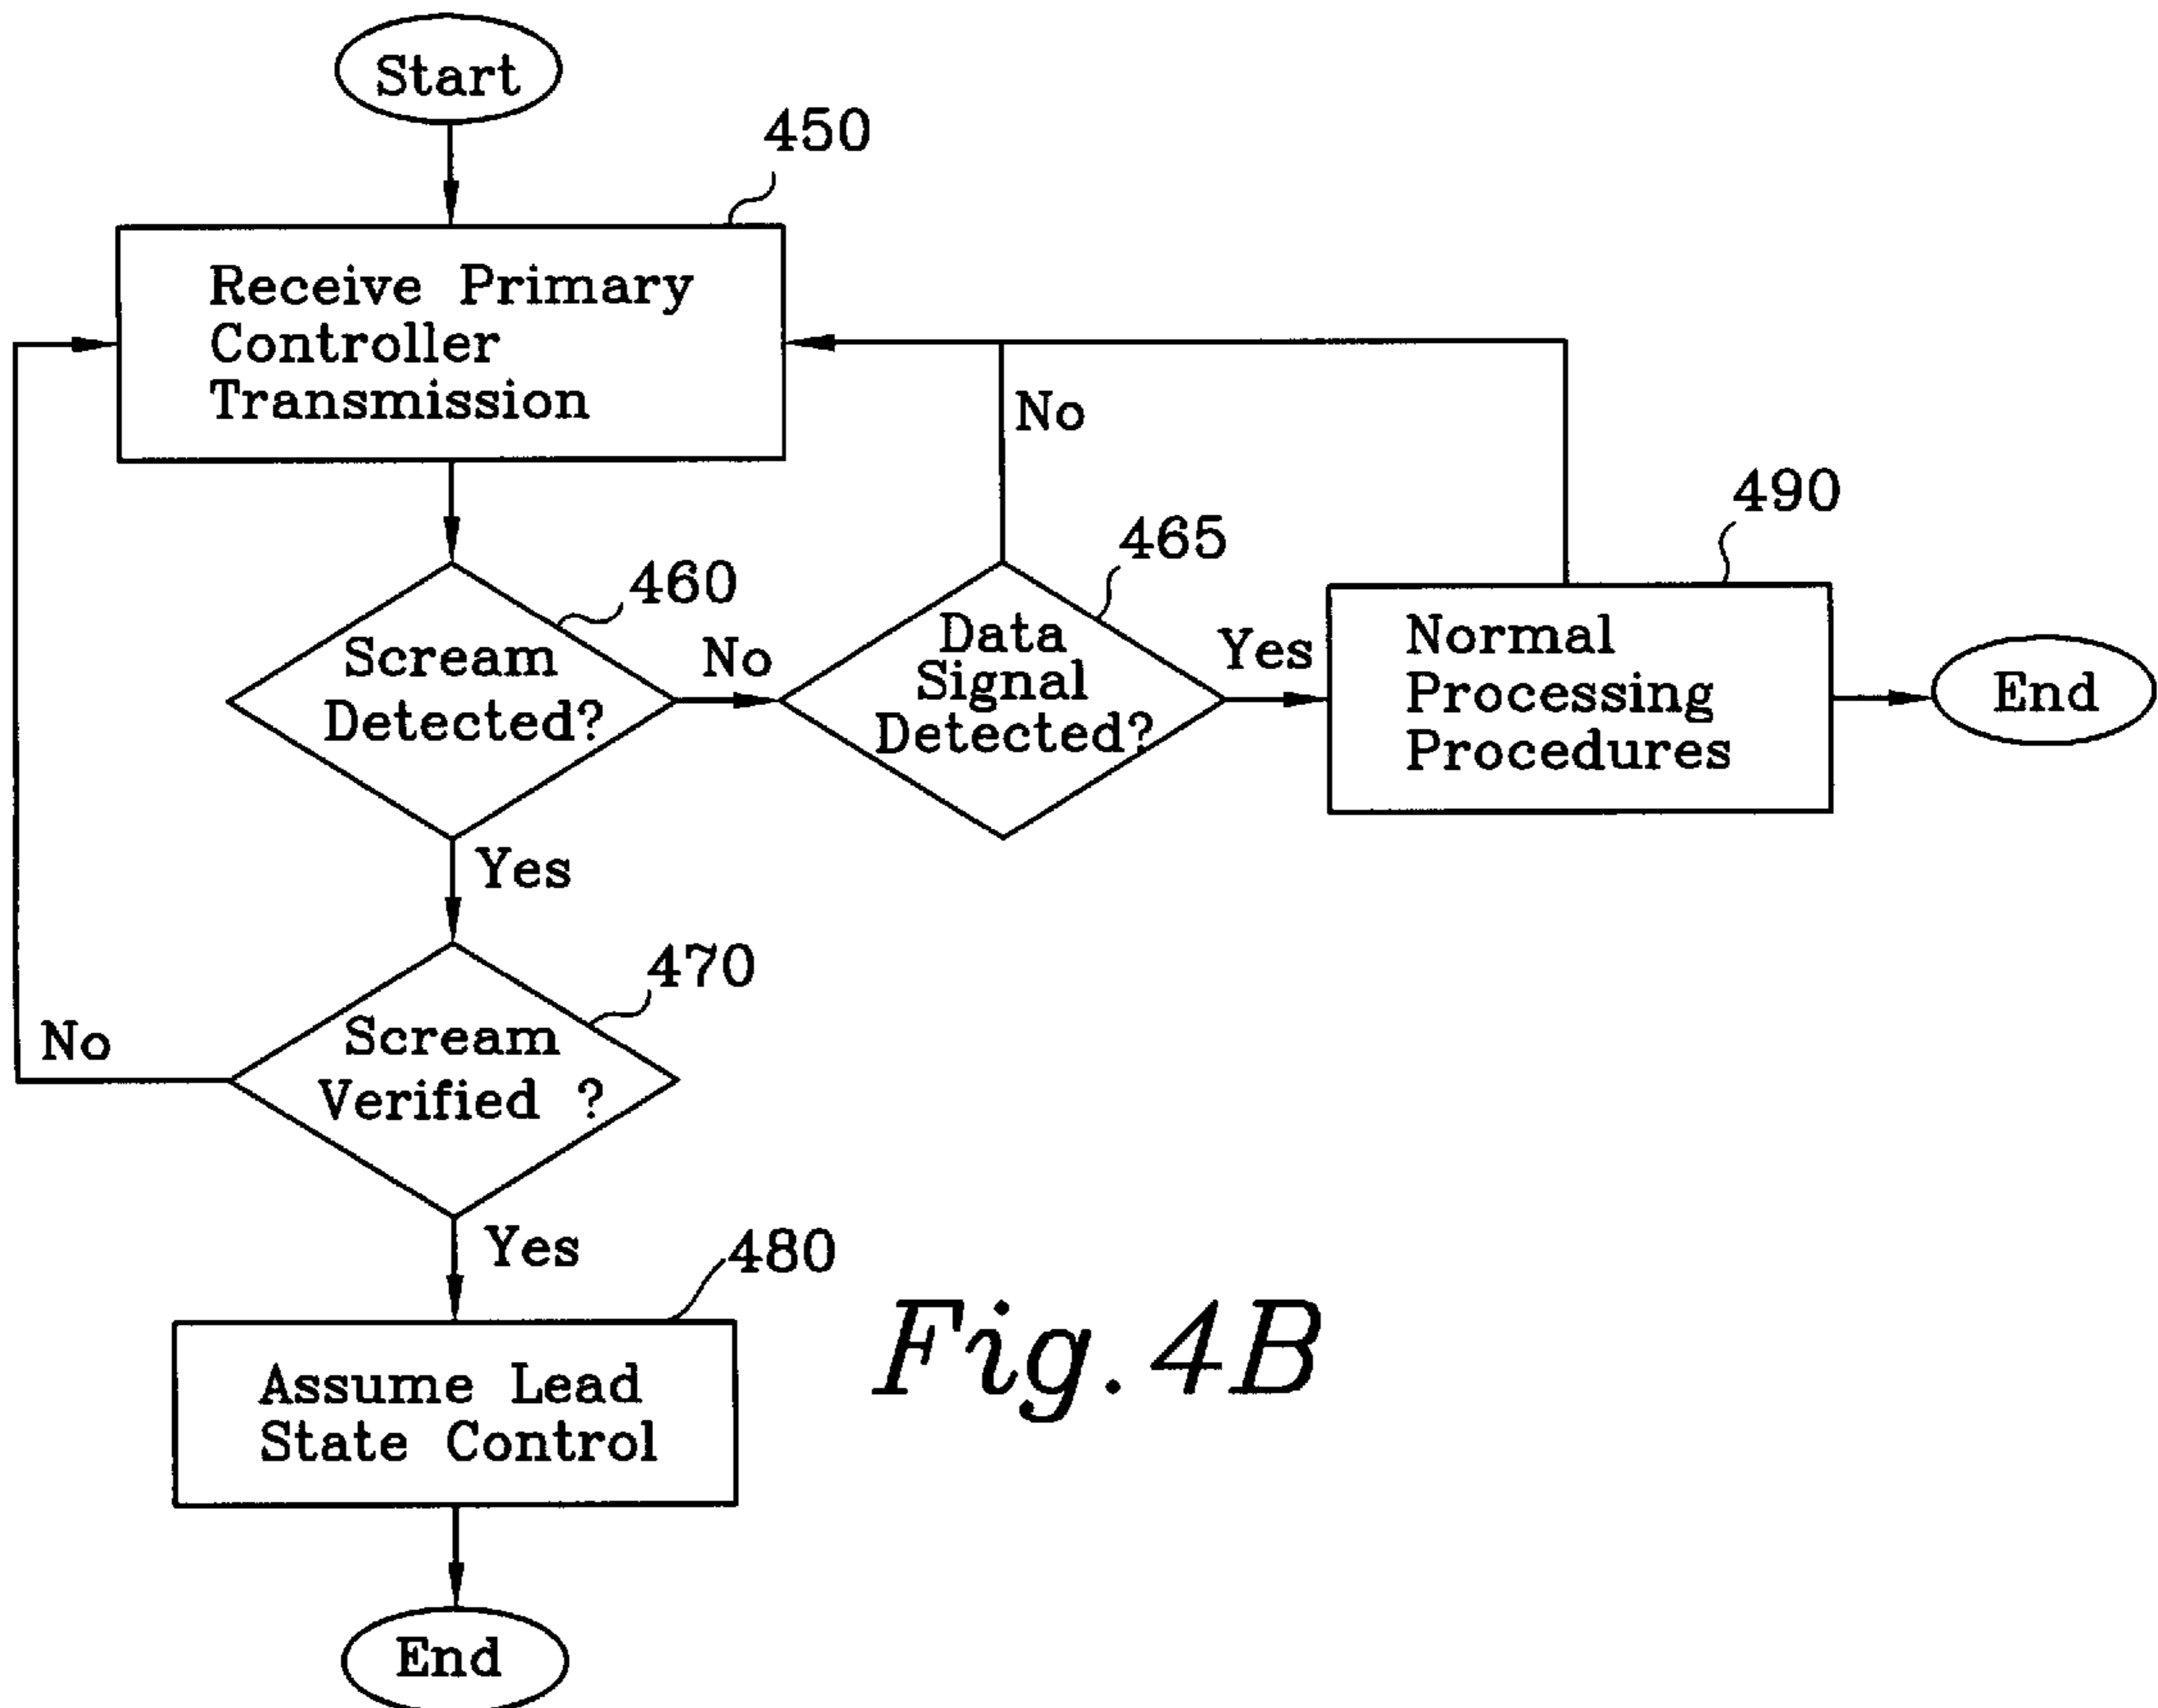 Start
450
Receive Primary
Controller
Transmission
No
490
465
460
Scream
Detected?
No
Data
Signal
Detected?
Yes
Normal
Processing
Procedures
End
Yes
470
Scream
Verified ?
No
Yes
480
Assume Lead
State Control
Fig. 4B
End